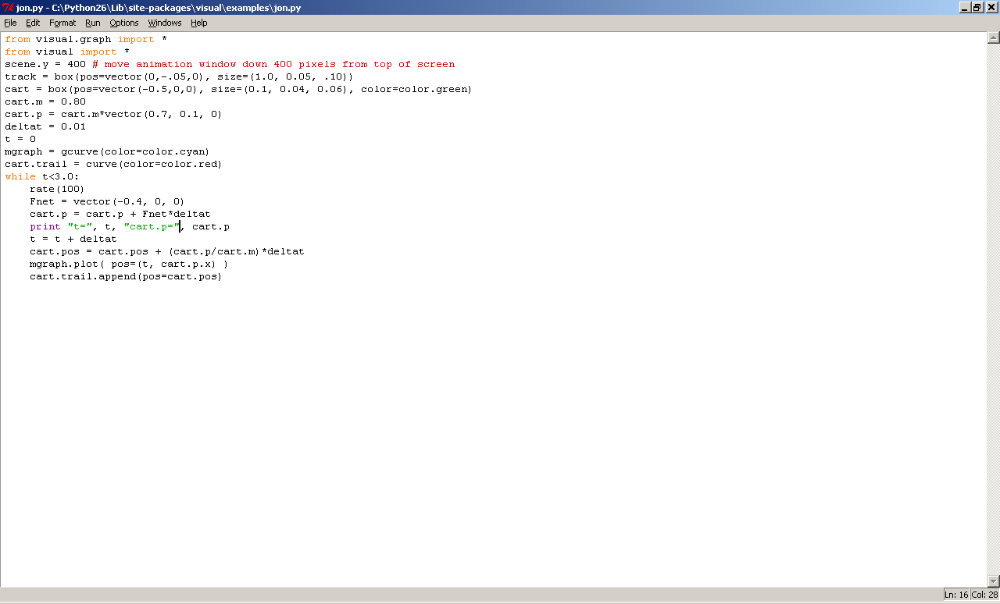 jon.py - C:\Python26\Lib\site-packages\visual\examples\jon.py
File Edit Format Run Options Windows Help
from visual.graph import *
from visual import *
scene.y = 400 # move animation window down 400 pixels from top of screen
track = box(pos=vector(0,-.05,0), size=(1.0, 0.05, .10))
cart = box(pos=vector(-0.5,0,0), size=(0.1, 0.04, 0.06), color=color.green)
cart.m = 0.80
cart.p = cart.m*vector(0.7, 0.1, 0)
deltat = 0.01
t = 0
mgraph = gcurve(color=color.cyan)
cart.trail = curve(color=color.red)
while t<3.0:
    rate(100)
    Fnet = vector(-0.4, 0, 0)
    cart.p = cart.p + Fnet*deltat
    print "t=", t, "cart.p=", cart.p
    t = t + deltat
    cart.pos = cart.pos + (cart.p/cart.m)*deltat
    mgraph.plot( pos=(t, cart.p.x) )
    cart.trail.append(pos=cart.pos)
Ln: 16 Col: 28